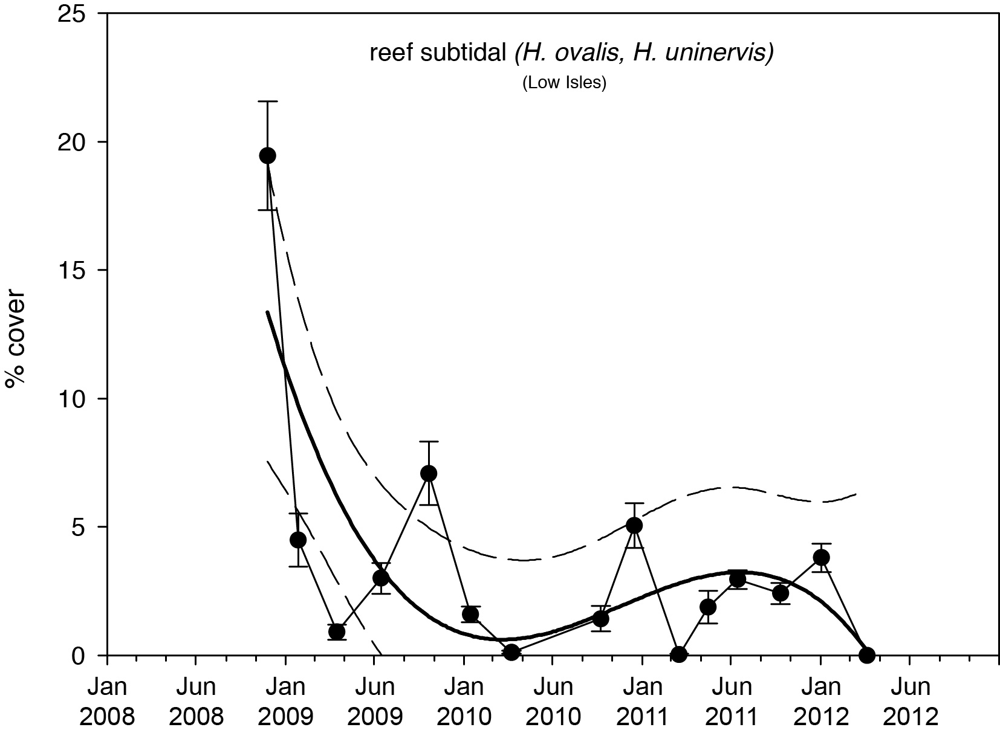 25
reef subtidal (H. ovalis, H. uninervis)
(Low Isles)
20
15
10
5
0
% cover
Jan Jun Jan Jun Jan Jun Jan Jun Jan Jun
2008 2008 2009 2009 2010 2010 2011 2011 2012 2012